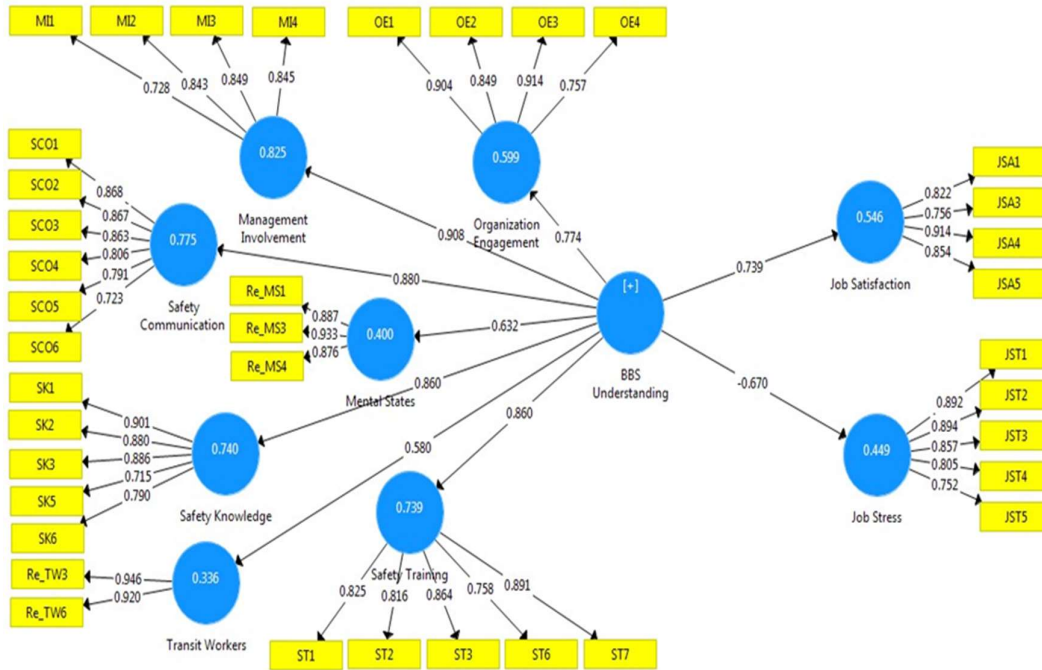 MI1
MI2
MI3
MI4
OE1
OE2
OE3
OE4
0.728
0.843
0.849
0.845
0.904
0.849
0.914
0.757
0.825
Management
Involvement
0.599
Organization
Engagement
SCO1
SCO2
SCO3
SCO4
SCO5
SCO6
0.868
0.867
0.863
0.806
0.791
0.723
0.775
Safety
Communication
0.908
0.774
0.880
Re_MS1
Re_MS3
Re_MS4
0.887
0.933
0.876
0.400
Mental States
0.632
[+]
BBS
Understanding
0.739
0.546
Job Satisfaction
0.822
0.756
0.914
0.854
JSA1
JSA3
JSA4
JSA5
-0.670
0.449
Job Stress
0.892
0.894
0.857
0.805
0.752
JST1
JST2
JST3
JST4
JST5
SK1
SK2
SK3
SK5
SK6
0.901
0.880
0.886
0.715
0.790
0.740
Safety Knowledge
0.860
0.580
0.860
Re_TW3
Re_TW6
0.946
0.920
0.336
Transit Workers
0.739
Safety Training
0.825
0.816
0.864
0.758
0.891
ST1
ST2
ST3
ST6
ST7